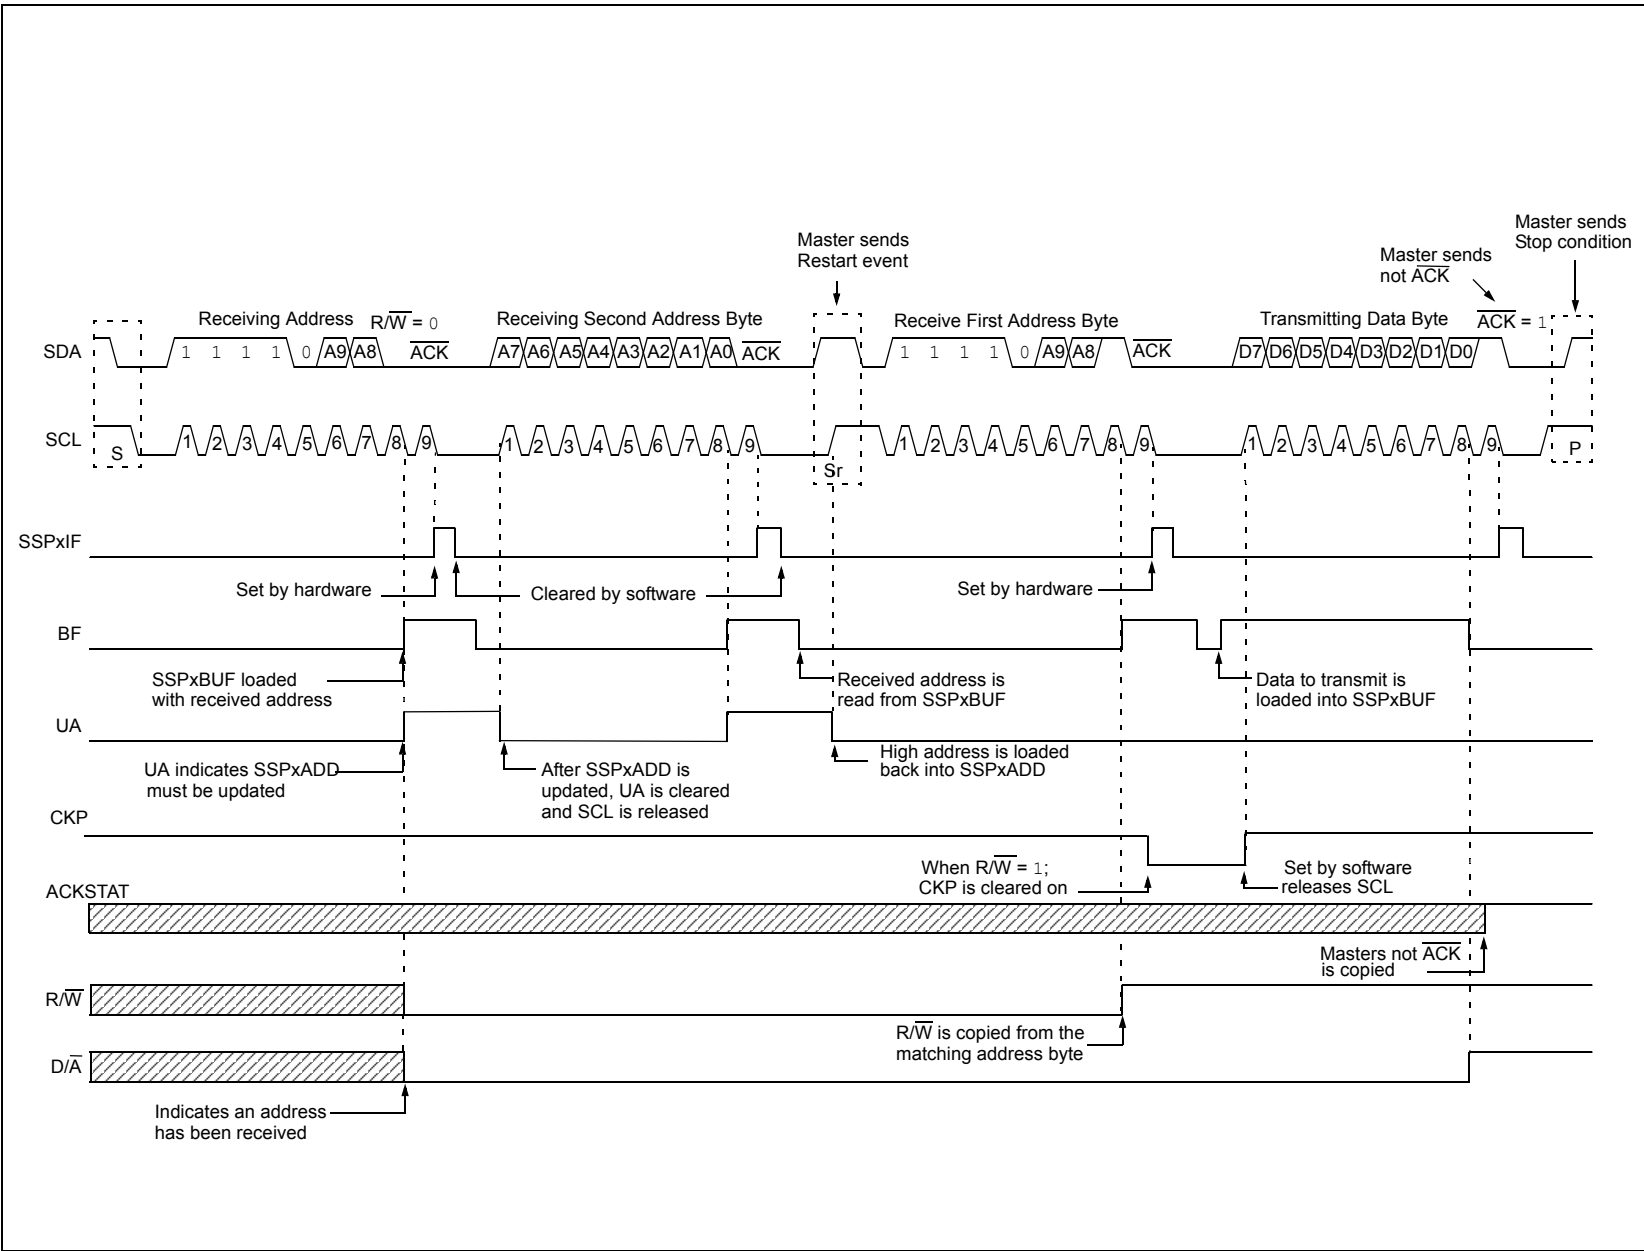 Master sends
Stop condition
Master sends
Restart event
Master sends
not A̅C̅K̅
Receiving Address R/W̅ = 0
Receiving Second Address Byte
Receive First Address Byte
Transmitting Data Byte A̅C̅K̅ = 1
SDA 1 1 1 1 0 A9 A8 A̅C̅K̅ A7 A6 A5 A4 A3 A2 A1 A0 A̅C̅K̅ 1 1 1 1 0 A9 A8 A̅C̅K̅ D7 D6 D5 D4 D3 D2 D1 D0
SCL S 1 2 3 4 5 6 7 8 9 1 2 3 4 5 6 7 8 9 Sr 1 2 3 4 5 6 7 8 9 1 2 3 4 5 6 7 8 9 P
SSPxIF
Set by hardware
Cleared by software
Set by hardware
BF
SSPxBUF loaded
with received address
Received address is
read from SSPxBUF
Data to transmit is
loaded into SSPxBUF
UA
UA indicates SSPxADD
must be updated
After SSPxADD is
updated, UA is cleared
and SCL is released
High address is loaded
back into SSPxADD
CKP
When R/W̅ = 1;
CKP is cleared on
Set by software
releases SCL
ACKSTAT
Masters not A̅C̅K̅
is copied
R/W̅
R/W̅ is copied from the
matching address byte
D/A̅
Indicates an address
has been received